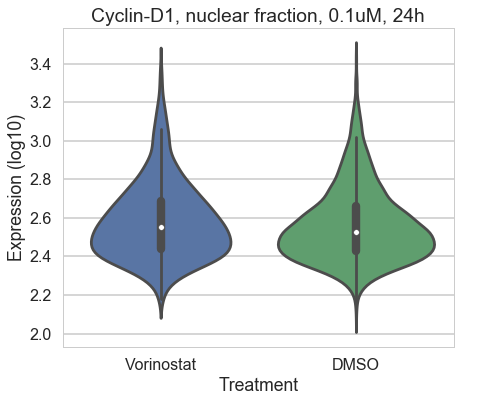 Cyclin-D1, nuclear fraction, 0.1uM, 24h
Expression (log10)
3.4
3.2
3.0
2.8
2.6
2.4
2.2
2.0
Vorinostat DMSO
Treatment